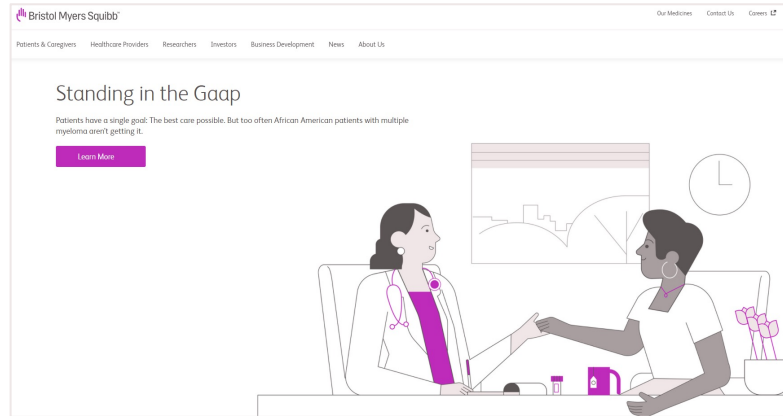 Bristol Myers Squibb™
Our Medicines Contact Us Careers
Patients & Caregivers Healthcare Providers Researchers Investors Business Development News About Us
Standing in the Gaap
Patients have a single goal: The best care possible. But too often African American patients with multiple
myeloma aren't getting it.
Learn More